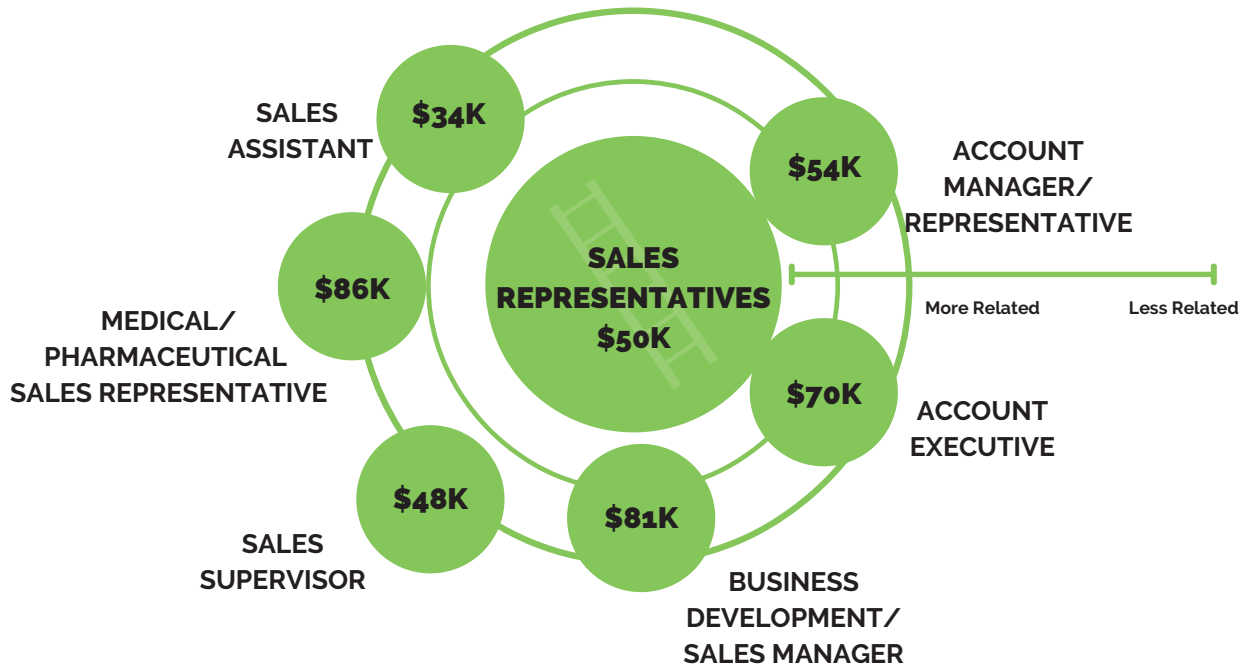 $34K
SALES
ASSISTANT
$54K
ACCOUNT
MANAGER/
REPRESENTATIVE
SALES
REPRESENTATIVES
$50K
More Related
Less Related
$86K
MEDICAL/
PHARMACEUTICAL
SALES REPRESENTATIVE
$70K
ACCOUNT
EXECUTIVE
$48K
SALES
SUPERVISOR
$81K
BUSINESS
DEVELOPMENT/
SALES MANAGER